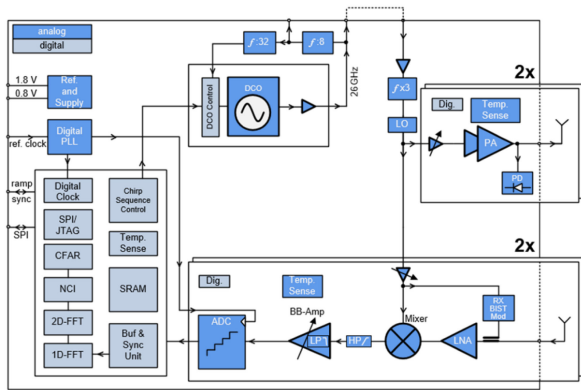 analog
digital
1.8 V
0.8 V
Ref.
and
Supply
ref. clock
Digital
PLL
ramp
sync
SPI
Digital
Clock
SPI/
JTAG
CFAR
NCI
2D-FFT
1D-FFT
Chirp
Sequence
Control
Temp.
Sense
SRAM
Buf &
Sync
Unit
f:32
f:8
DCO Control
DCO
26 GHz
fx3
LO
2x
Dig.
Temp.
Sense
PA
PD
2x
Dig.
Temp.
Sense
ADC
BB-Amp
LP
HP
Mixer
LNA
RX
BIST
Mod